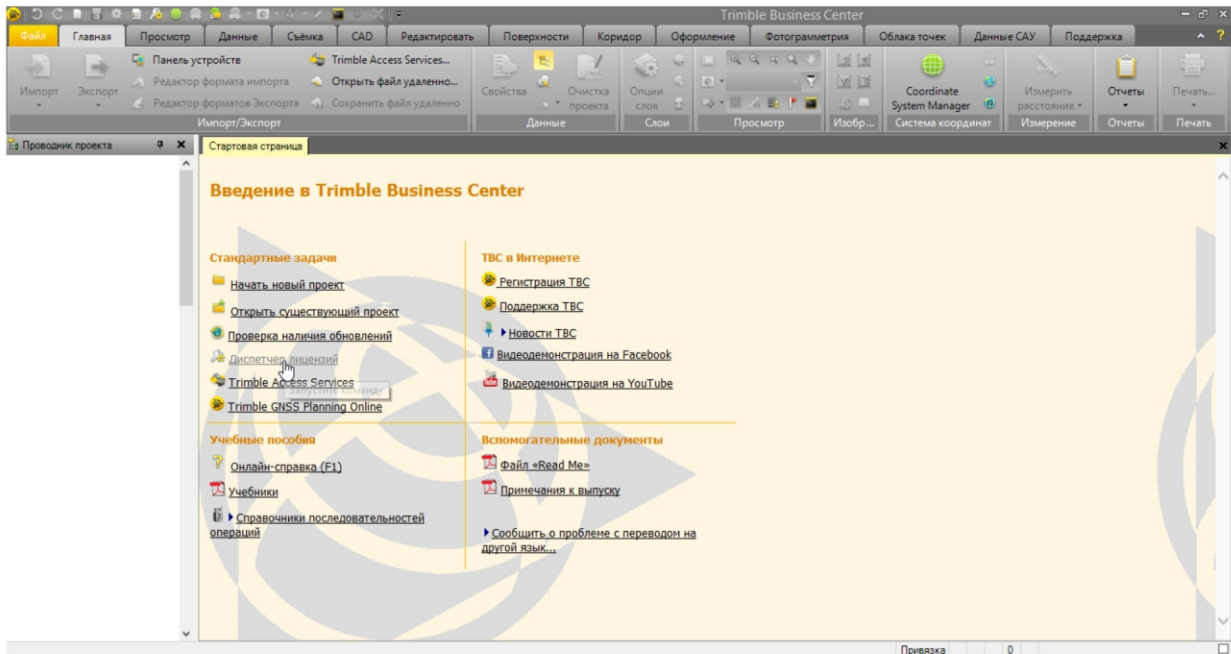 Trimble Business Center
Файл Главная Просмотр Данные Съёмка CAD Редактировать Поверхности Коридор Оформление Фотограмметрия Облака точек Данные САУ Поддержка
Импорт
Экспорт
Панель устройств
Редактор формата импорта
Редактор форматов Экспорта
Trimble Access Services...
Открыть файл удаленно...
Сохранить файл удаленно
Импорт/Экспорт
Свойства
Очистка
проекта
Данные
Опции
слоя
Слои
Просмотр
Изобр...
Coordinate
System Manager
Система координат
Измерить
расстояние
Измерение
Отчеты
Отчеты
Печать...
Печать
Проводник проекта
Стартовая страница
Введение в Trimble Business Center
Стандартные задачи
Начать новый проект
Открыть существующий проект
Проверка наличия обновлений
Диспетчер лицензий
Trimble Access Services
Запустите команду
Trimble GNSS Planning Online
ТВС в Интернете
Регистрация ТВС
Поддержка ТВС
Новости ТВС
Видеодемонстрация на Facebook
Видеодемонстрация на YouTube
Учебные пособия
Онлайн-справка (F1)
Учебники
Справочники последовательностей
операций
Вспомогательные документы
Файл «Read Me»
Примечания к выпуску
Сообщить о проблеме с переводом на
другой язык...
Привязка 0